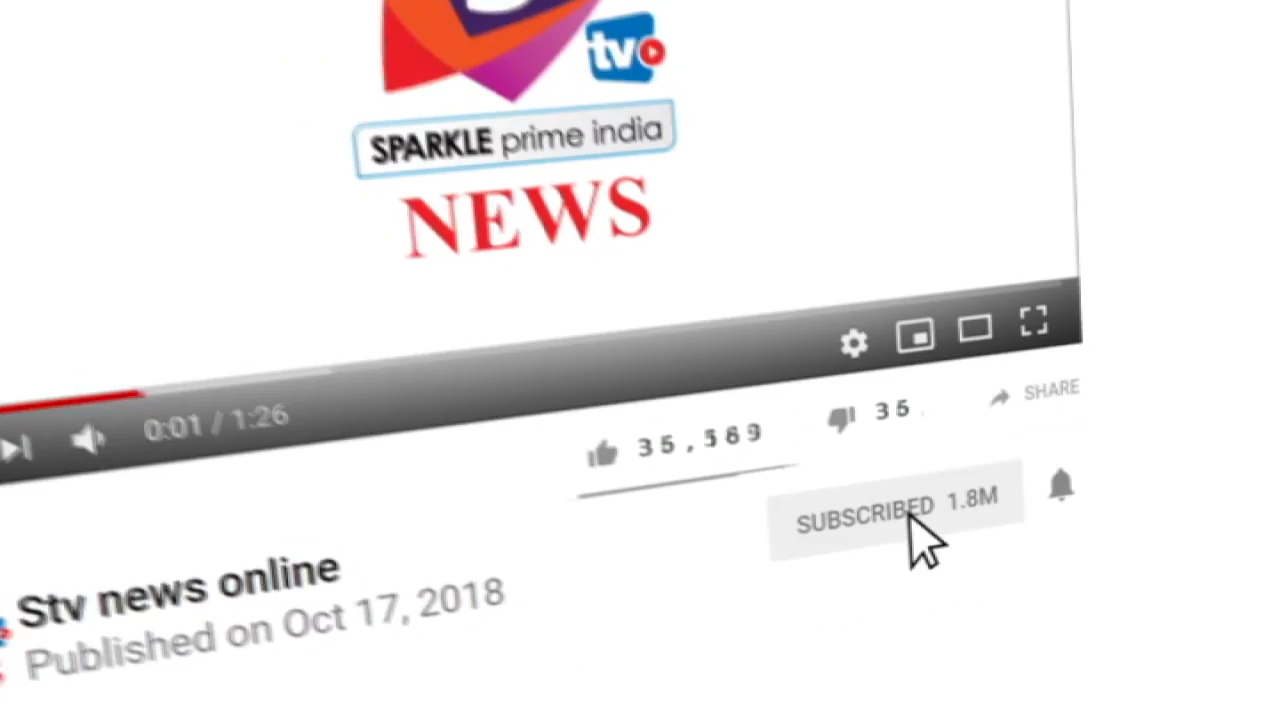 tv
SPARKLE prime india
NEWS
0:01 / 1:26
35,569
35
SHARE
SUBSCRIBED 1.8M
Stv news online
Published on Oct 17, 2018